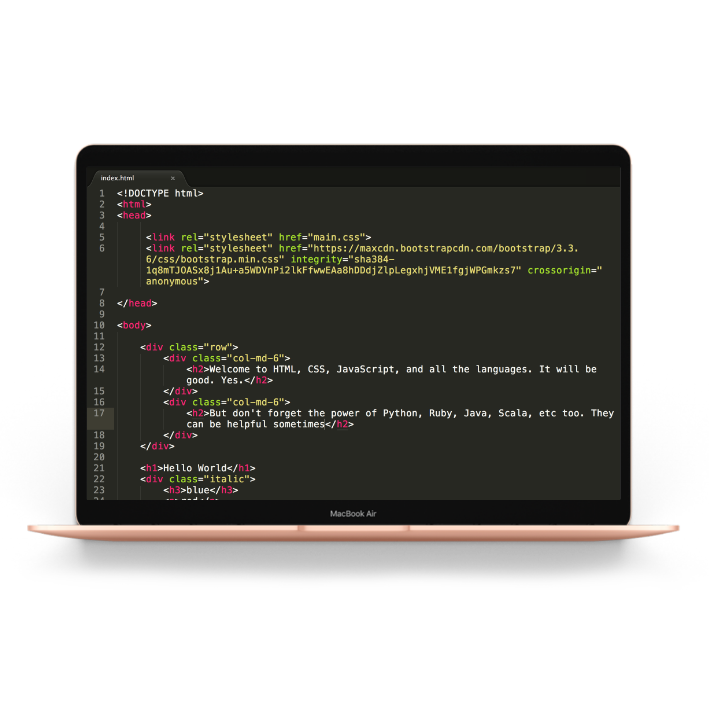 index.html ×
1 <!DOCTYPE html>
2 <html>
3 <head>
4
5 <link rel="stylesheet" href="main.css">
6 <link rel="stylesheet" href="https://maxcdn.bootstrapcdn.com/bootstrap/3.3.
6/css/bootstrap.min.css" integrity="sha384-
1q8mTJOASx8j1Au+a5WDVnPi2lkFfwwEAa8hDDdjZlpLegxhjVME1fgjWPGmkzs7" crossorigin="
anonymous">
7
8 </head>
9
10 <body>
11
12 <div class="row">
13 <div class="col-md-6">
14 <h2>Welcome to HTML, CSS, JavaScript, and all the languages. It will be
good. Yes.</h2>
15 </div>
16 <div class="col-md-6">
17 <h2>But don't forget the power of Python, Ruby, Java, Scala, etc too. They
can be helpful sometimes</h2>
18 </div>
19 </div>
20
21 <h1>Hello World</h1>
22 <div class="italic">
23 <h3>blue</h3>
MacBook Air